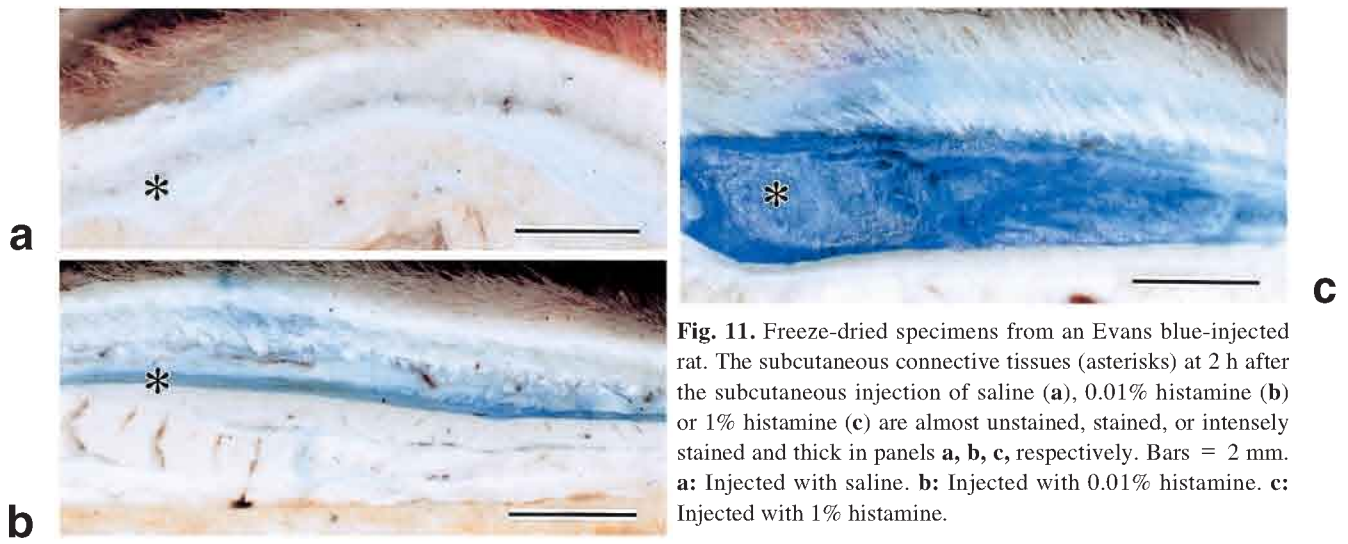 a
b
c
Fig. 11. Freeze-dried specimens from an Evans blue-injected
rat. The subcutaneous connective tissues (asterisks) at 2 h after
the subcutaneous injection of saline (a), 0.01% histamine (b)
or 1% histamine (c) are almost unstained, stained, or intensely
stained and thick in panels a, b, c, respectively. Bars = 2 mm.
a: Injected with saline. b: Injected with 0.01% histamine. c:
Injected with 1% histamine.